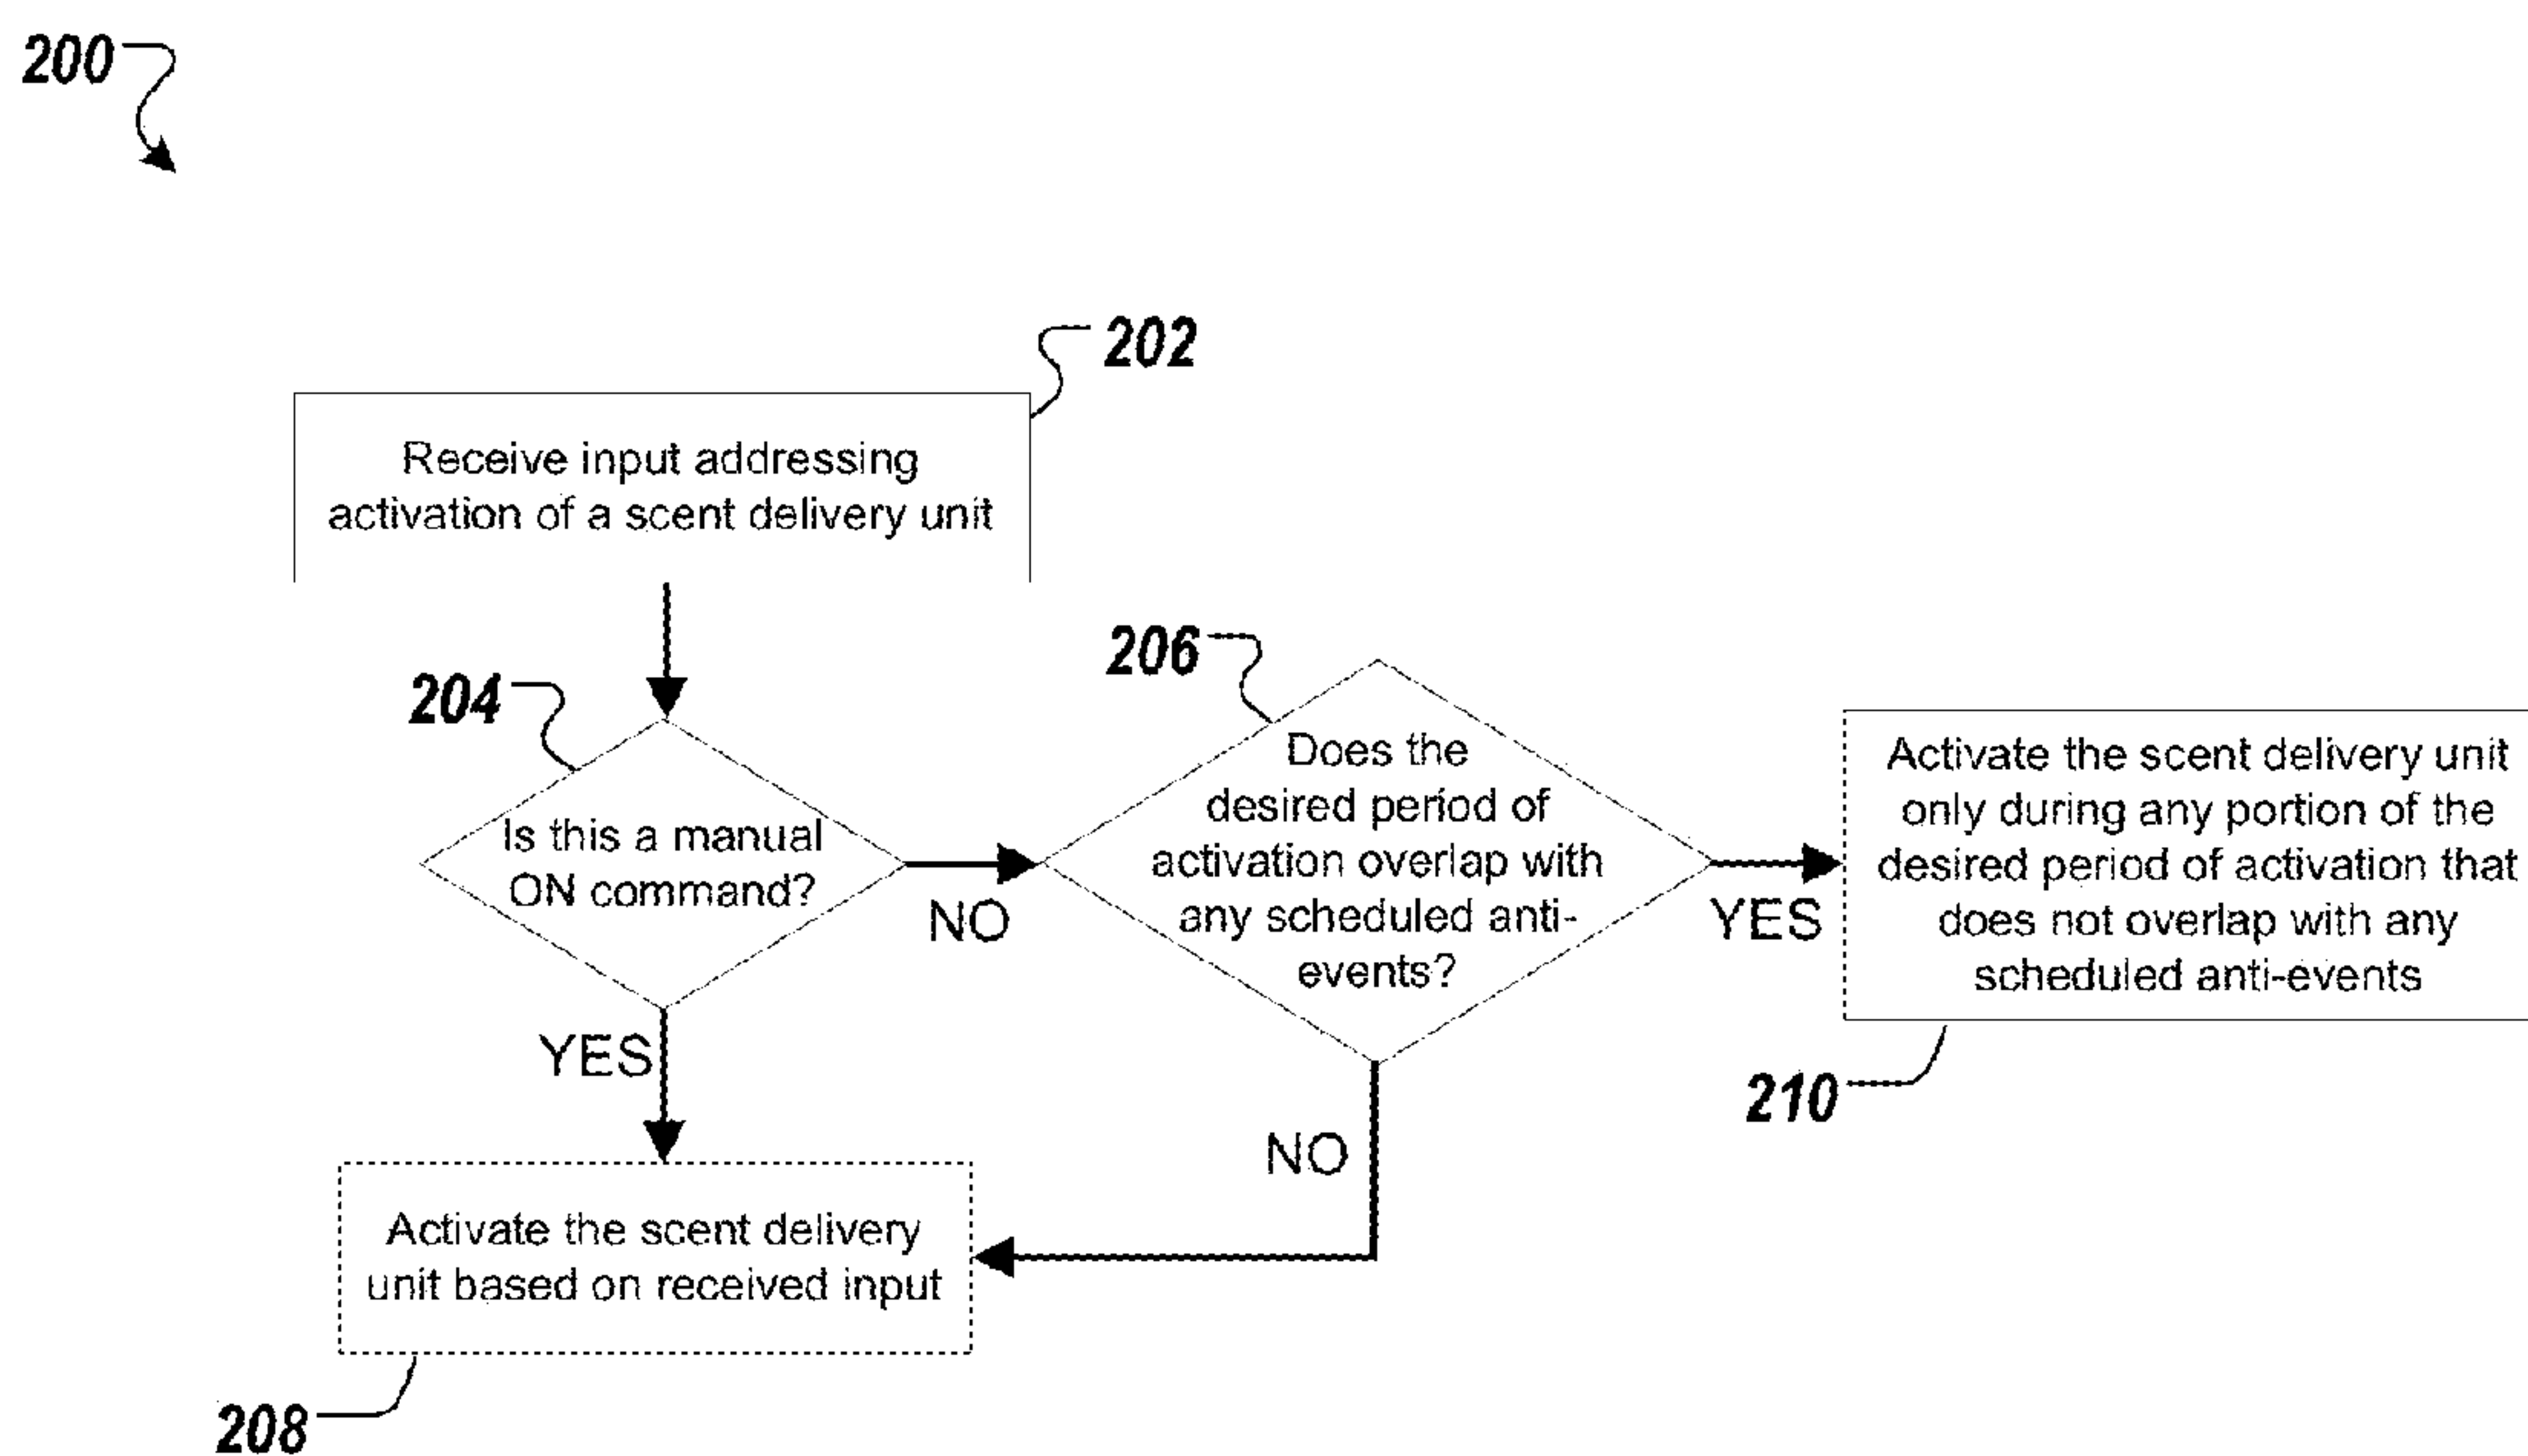 200
202
Receive input addressing
activation of a scent delivery unit
204
Is this a manual
ON command?
NO
YES
206
Does the
desired period of
activation overlap with
any scheduled anti-
events?
YES
NO
Activate the scent delivery unit
only during any portion of the
desired period of activation that
does not overlap with any
scheduled anti-events
210
Activate the scent delivery
unit based on received input
208